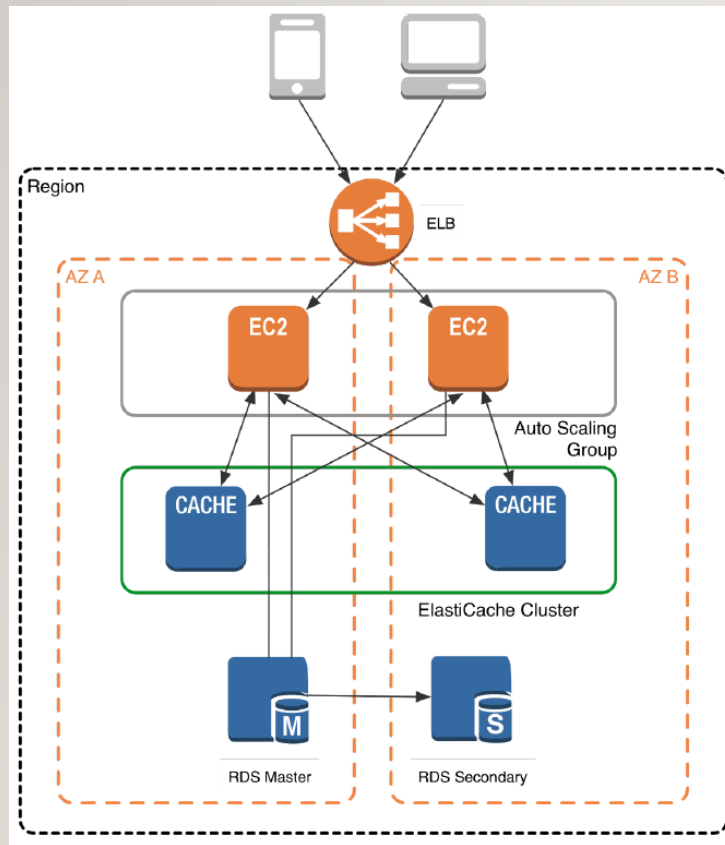 Region
ELB
AZ A
AZ B
EC2
EC2
Auto Scaling
Group
CACHE
CACHE
ElastiCache Cluster
M
S
RDS Master
RDS Secondary